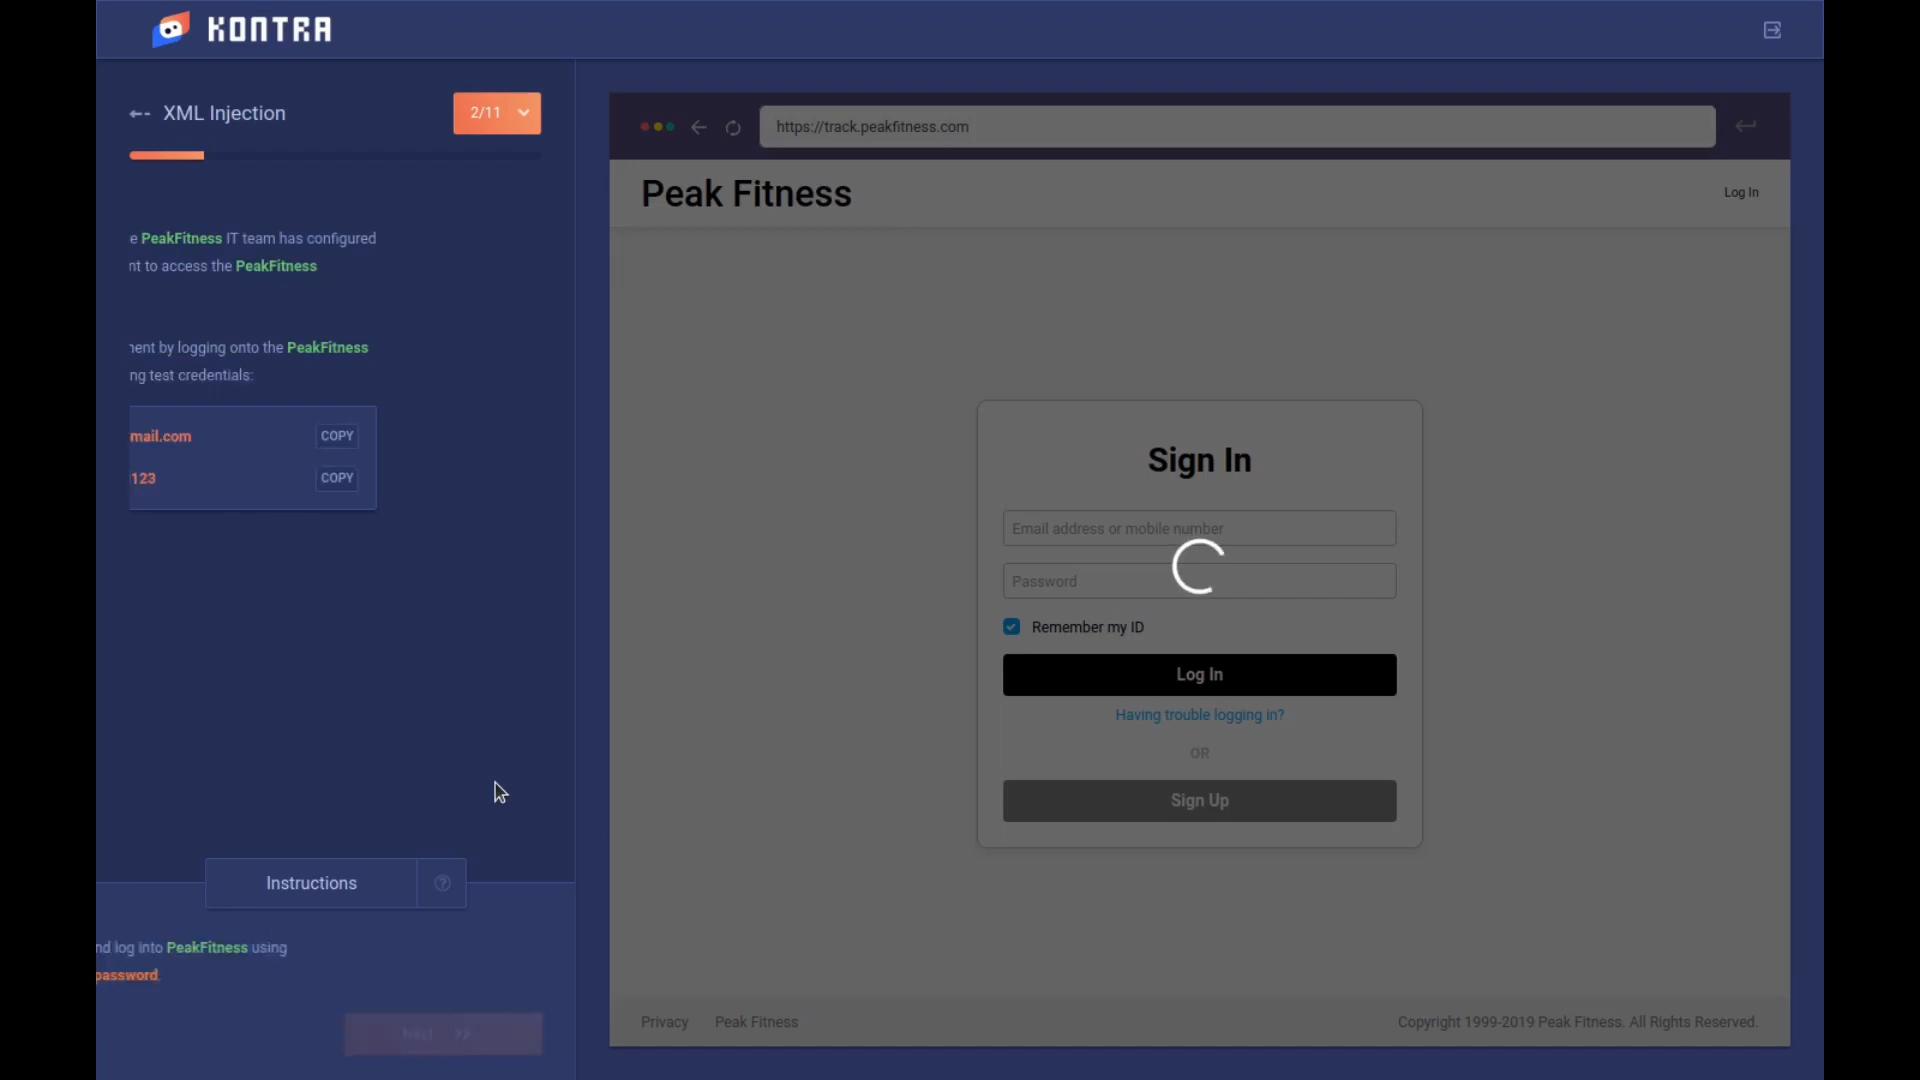 KONTRA
XML Injection
2/11
e PeakFitness IT team has configured
nt to access the PeakFitness
nent by logging onto the PeakFitness
ng test credentials:
mail.com COPY
123 COPY
Instructions
nd log into PeakFitness using
password.
Next >>
https://track.peakfitness.com
Peak Fitness
Log In
Sign In
Email address or mobile number
Password
Remember my ID
Log In
Having trouble logging in?
OR
Sign Up
Privacy Peak Fitness
Copyright 1999-2019 Peak Fitness. All Rights Reserved.